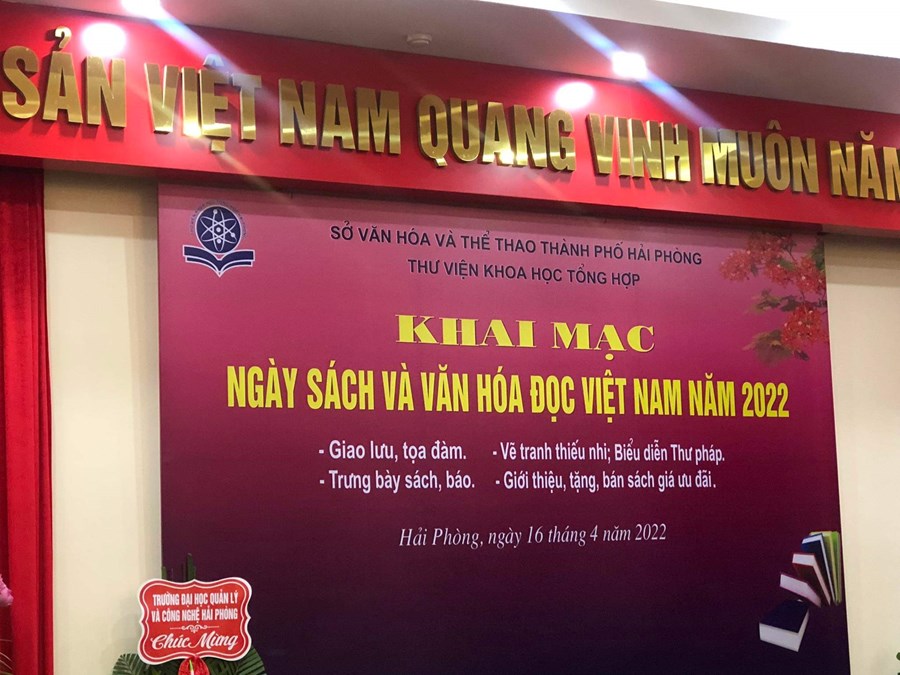 SẢN VIỆT NAM QUANG VINH MUÔN NĂM
SỞ VĂN HÓA VÀ THỂ THAO THÀNH PHỐ HẢI PHÒNG
THƯ VIỆN KHOA HỌC TỔNG HỢP
KHAI MẠC
NGÀY SÁCH VÀ VĂN HÓA ĐỌC VIỆT NAM NĂM 2022
- Giao lưu, tọa đàm. - Vẽ tranh thiếu nhi; Biểu diễn Thư pháp.
- Trưng bày sách, báo. - Giới thiệu, tặng, bán sách giá ưu đãi.
Hải Phòng, ngày 16 tháng 4 năm 2022
TRƯỜNG ĐẠI HỌC QUẢN LÝ
VÀ CÔNG NGHỆ HẢI PHÒNG
Chúc Mừng